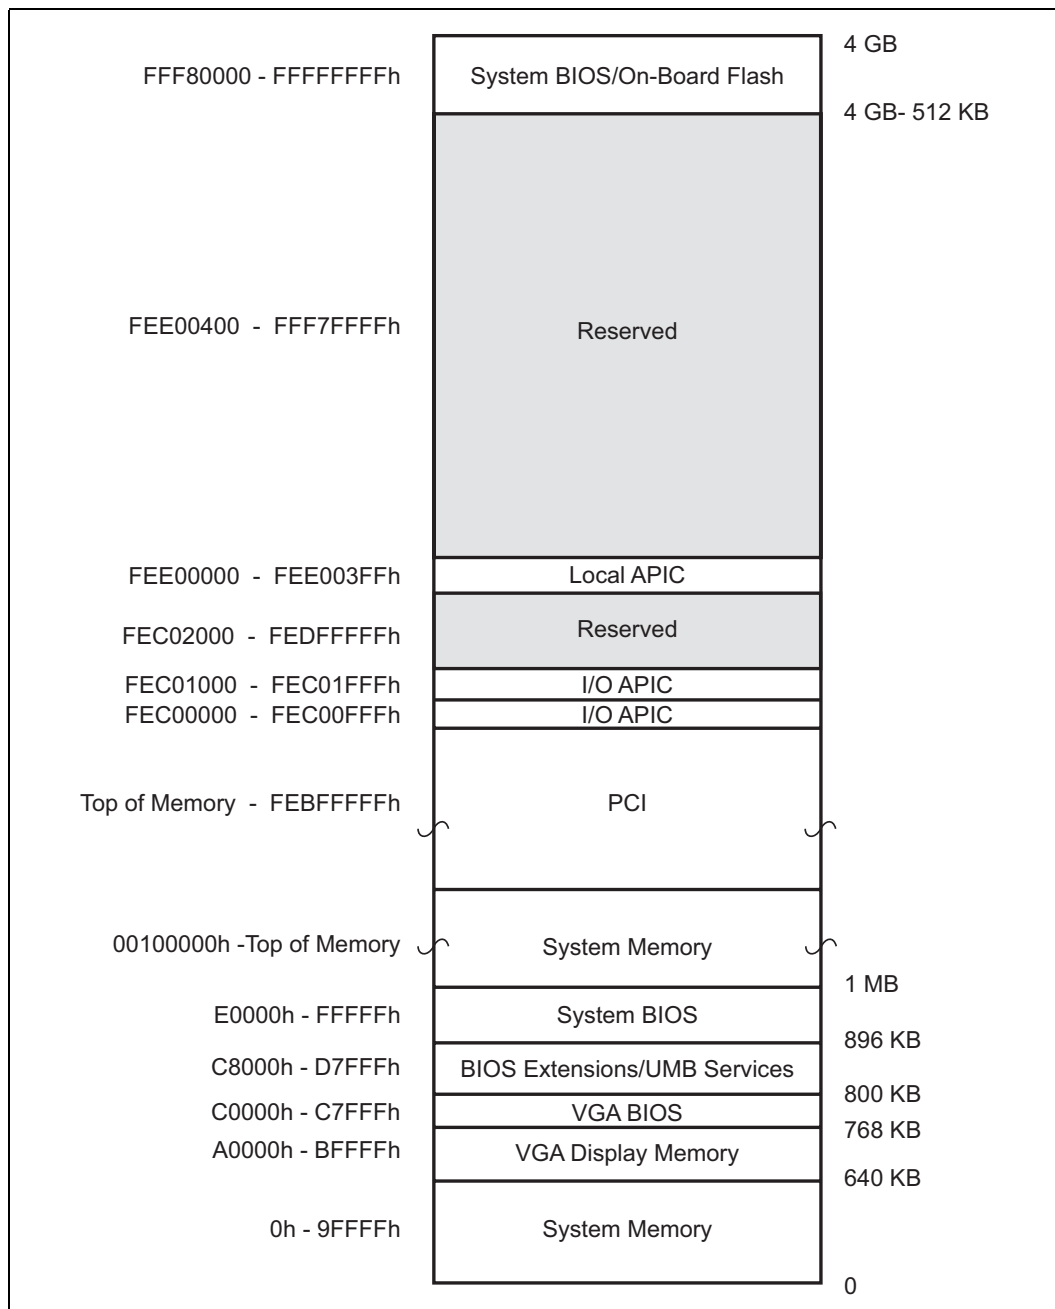 4 GB
FFF80000 - FFFFFFFFh System BIOS/On-Board Flash
4 GB- 512 KB
FEE00400 - FFF7FFFFh Reserved
FEE00000 - FEE003FFh Local APIC
FEC02000 - FEDFFFFFh Reserved
FEC01000 - FEC01FFFh I/O APIC
FEC00000 - FEC00FFFh I/O APIC
Top of Memory - FEBFFFFFh PCI
00100000h -Top of Memory System Memory
1 MB
E0000h - FFFFFh System BIOS
896 KB
C8000h - D7FFFh BIOS Extensions/UMB Services
800 KB
C0000h - C7FFFh VGA BIOS
768 KB
A0000h - BFFFFh VGA Display Memory
640 KB
0h - 9FFFFh System Memory
0